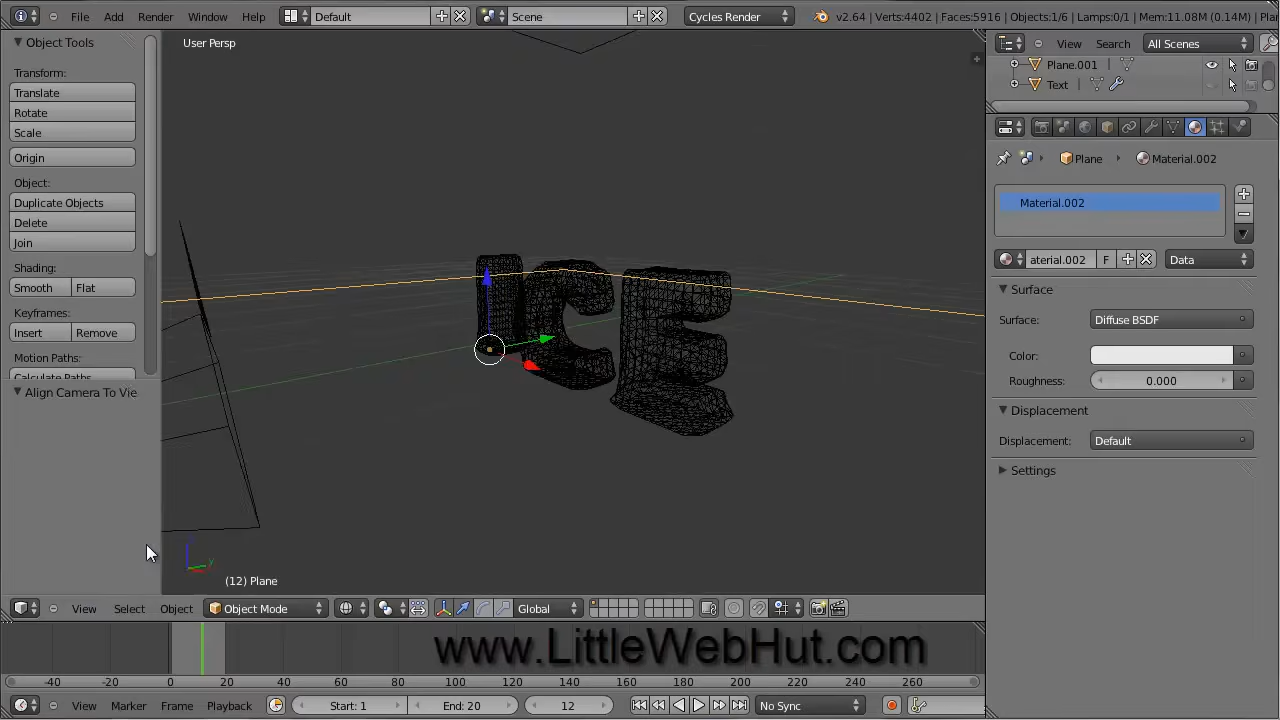 File Add Render Window Help Default Scene Cycles Render v2.64 | Verts:4402 | Faces:5916 | Objects:1/6 | Lamps:0/1 | Mem:11.08M (0.14M) | Plan
Object Tools
User Persp
View Search All Scenes
Plane.001
Text
Transform:
Translate
Rotate
Scale
Origin
Object:
Duplicate Objects
Delete
Join
Shading:
Smooth Flat
Keyframes:
Insert Remove
Motion Paths:
Calculate Paths
Align Camera To Vie
Plane Material.002
Material.002
aterial.002 F Data
Surface
Surface: Diffuse BSDF
Color:
Roughness: 0.000
Displacement
Displacement: Default
Settings
ICE
y
(12) Plane
View Select Object Object Mode Global
www.LittleWebHut.com
-40 -20 0 20 40 60 80 100 120 140 160 180 200 220 240 260
View Marker Frame Playback Start: 1 End: 20 12 No Sync